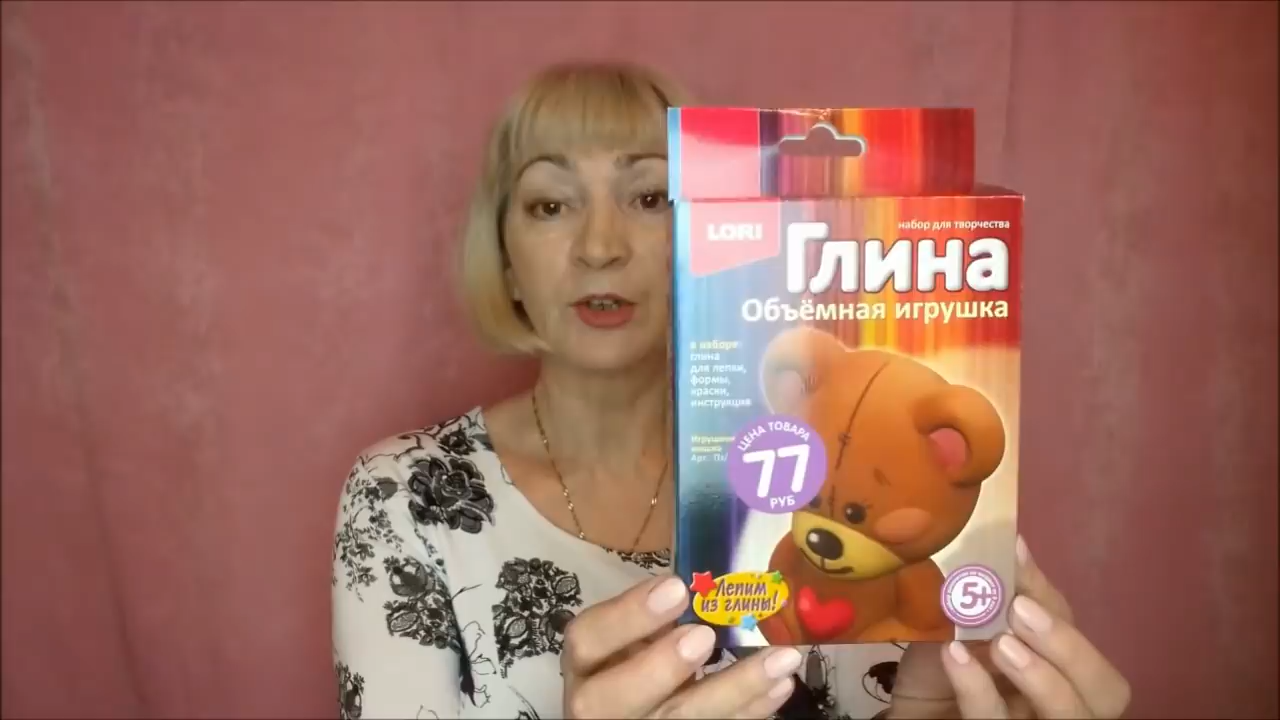 LORI
набор для творчества
Глина
Объёмная игрушка
в наборе:
глина
для лепки,
формы,
краски,
инструкция
Игрушки
мишка
Арт.
ЦЕНА ТОВАРА
77
РУБ
Лепим
из глины!
5+